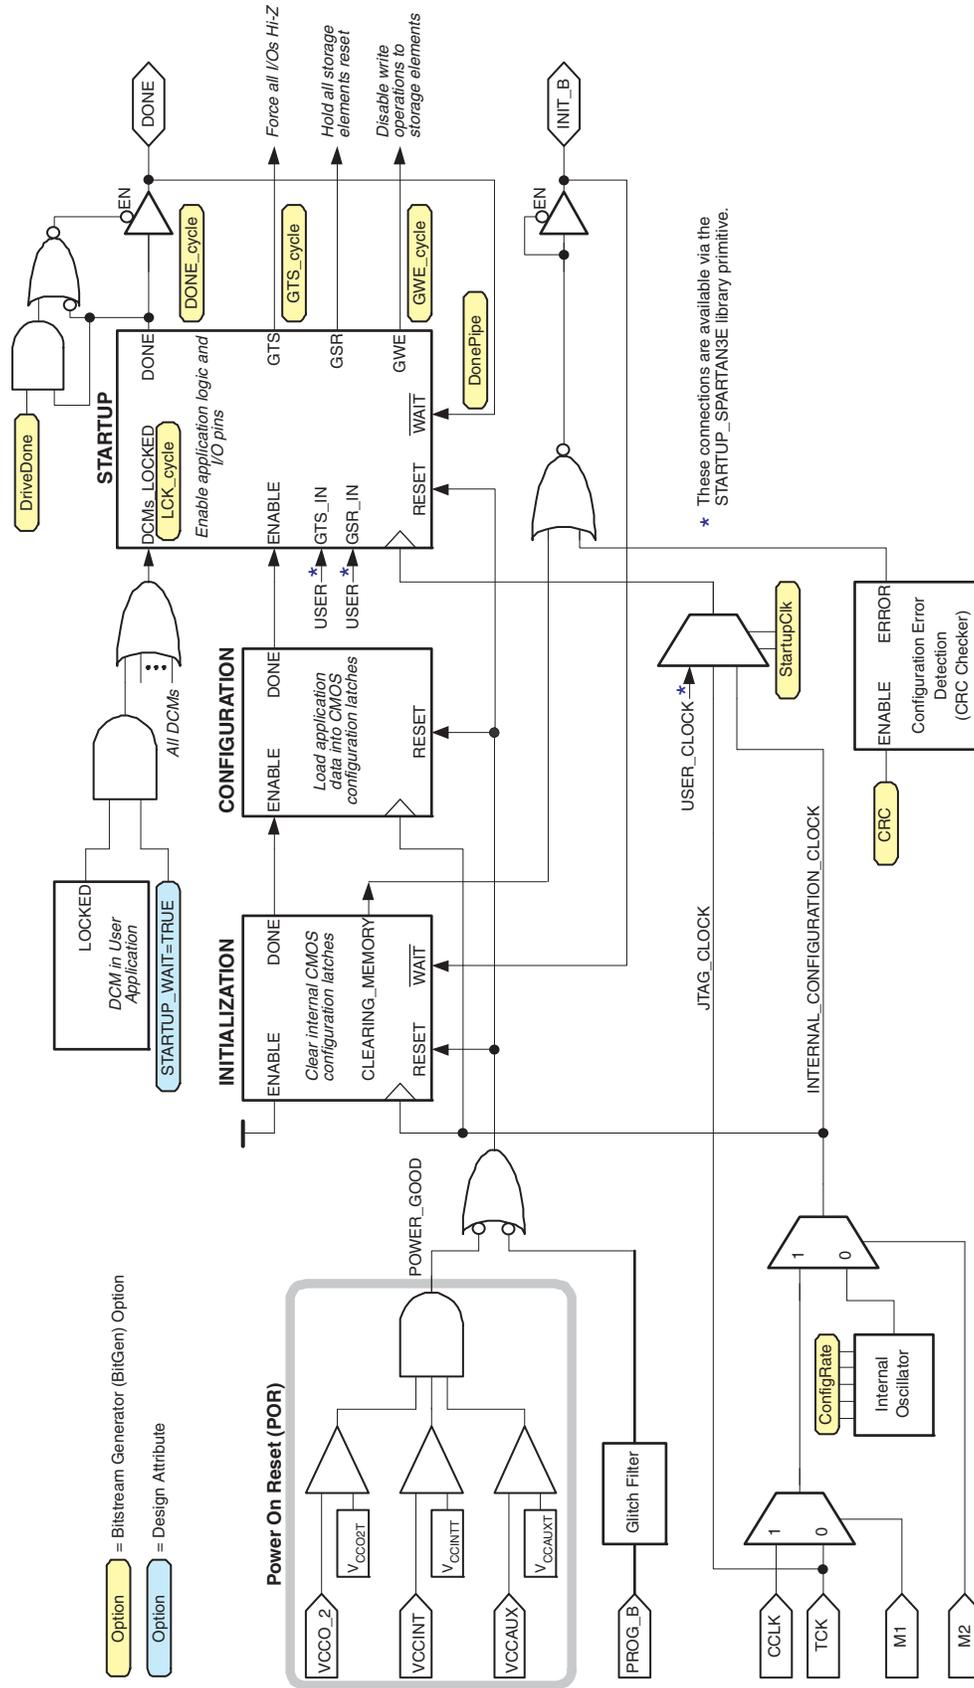 Option
= Bitstream Generator (BitGen) Option
Option
= Design Attribute
Power On Reset (POR)
VCCO_2
VCCO2T
VCCINT
VCCINTT
VCCAUX
VCCAUXT
POWER_GOOD
PROG_B
Glitch Filter
CCLK
TCK
M1
M2
1
0
ConfigRate
Internal
Oscillator
1
0
DCM in User
Application
LOCKED
STARTUP_WAIT=TRUE
All DCMs
INITIALIZATION
ENABLE
DONE
Clear internal CMOS
configuration latches
CLEARING_MEMORY
RESET
WAIT
CONFIGURATION
ENABLE
DONE
Load application
data into CMOS
configuration latches
RESET
STARTUP
DCMs_LOCKED
LCK_cycle
DONE
Enable application logic and
I/O pins
ENABLE
GTS
USER
*
GTS_IN
GSR
USER
*
GSR_IN
GWE
RESET
WAIT
DriveDone
EN
DONE
DONE_cycle
GTS_cycle
GWE_cycle
DonePipe
Force all I/Os Hi-Z
Hold all storage
elements reset
Disable write
operations to
storage elements
EN
INIT_B
JTAG_CLOCK
USER_CLOCK
*
StartupClk
INTERNAL_CONFIGURATION_CLOCK
CRC
ENABLE
ERROR
Configuration Error
Detection
(CRC Checker)
* These connections are available via the
STARTUP_SPARTAN3E library primitive.